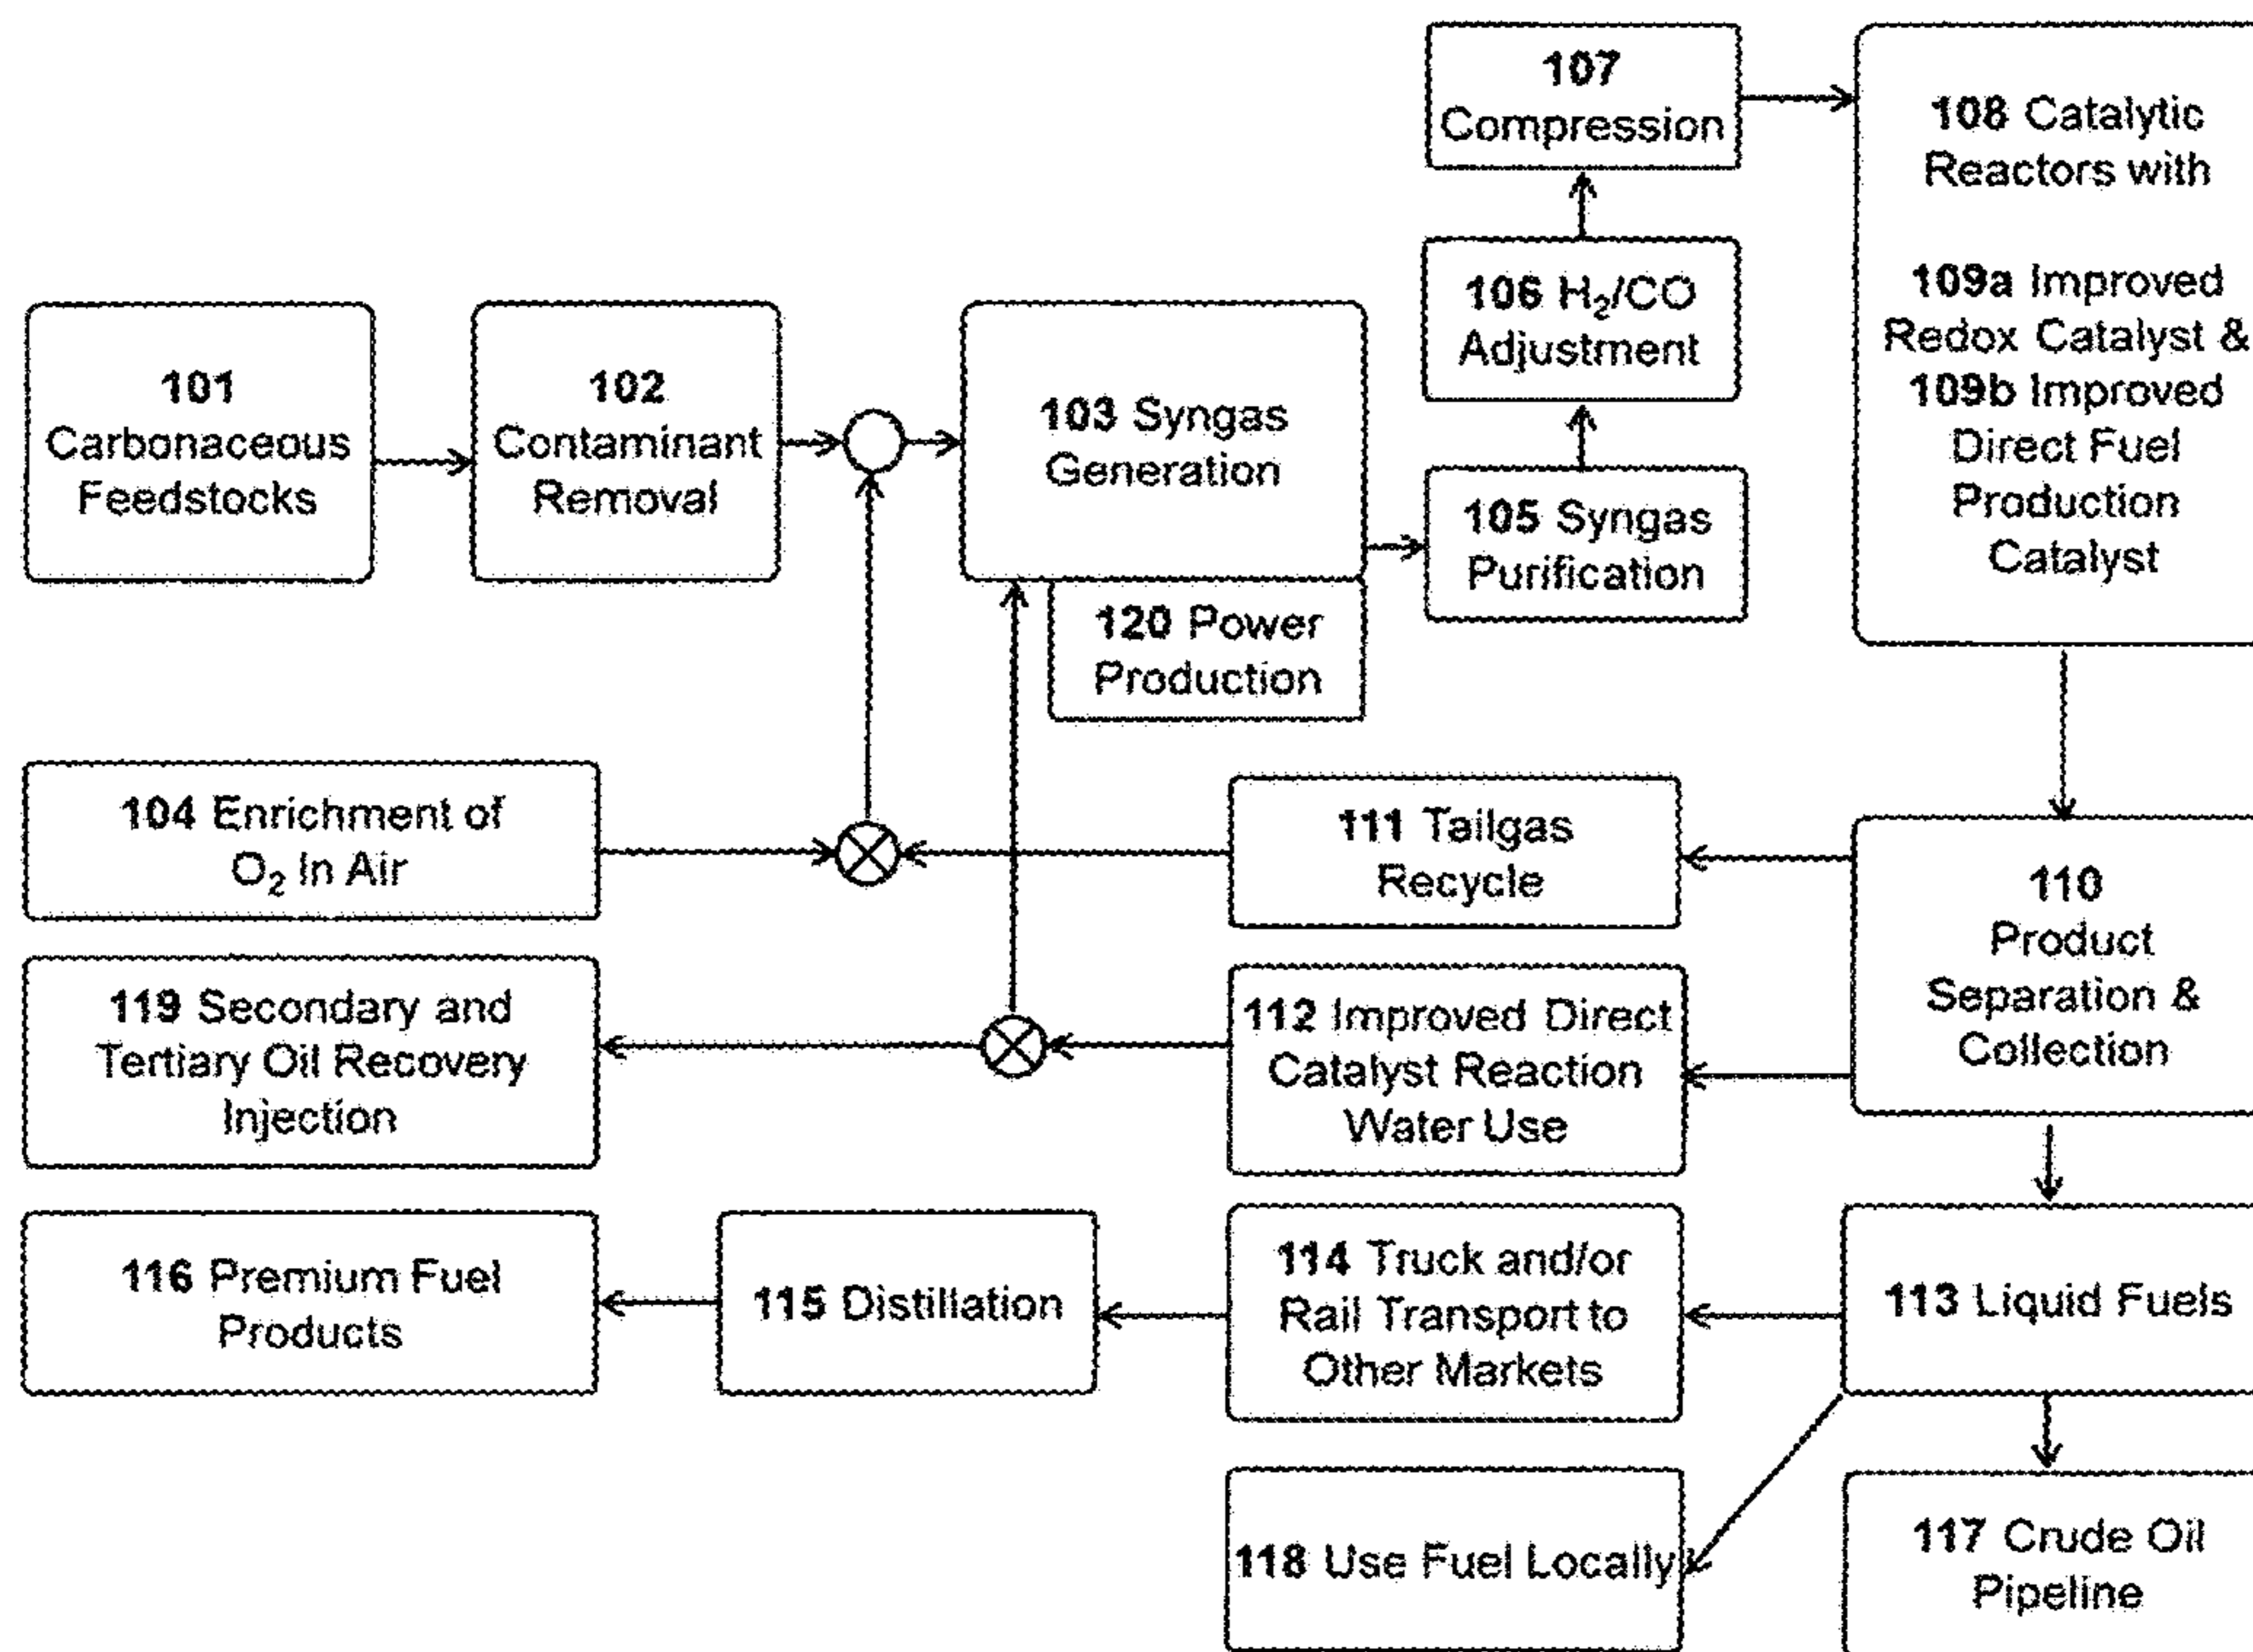 101
Carbonaceous
Feedstocks
102
Contaminant
Removal
103 Syngas
Generation
120 Power
Production
105 Syngas
Purification
106 H₂/CO
Adjustment
107
Compression
108 Catalytic
Reactors with
109a Improved
Redox Catalyst &
109b Improved
Direct Fuel
Production
Catalyst
104 Enrichment of
O₂ In Air
111 Tailgas
Recycle
110
Product
Separation &
Collection
119 Secondary and
Tertiary Oil Recovery
Injection
112 Improved Direct
Catalyst Reaction
Water Use
116 Premium Fuel
Products
115 Distillation
114 Truck and/or
Rail Transport to
Other Markets
113 Liquid Fuels
118 Use Fuel Locally
117 Crude Oil
Pipeline